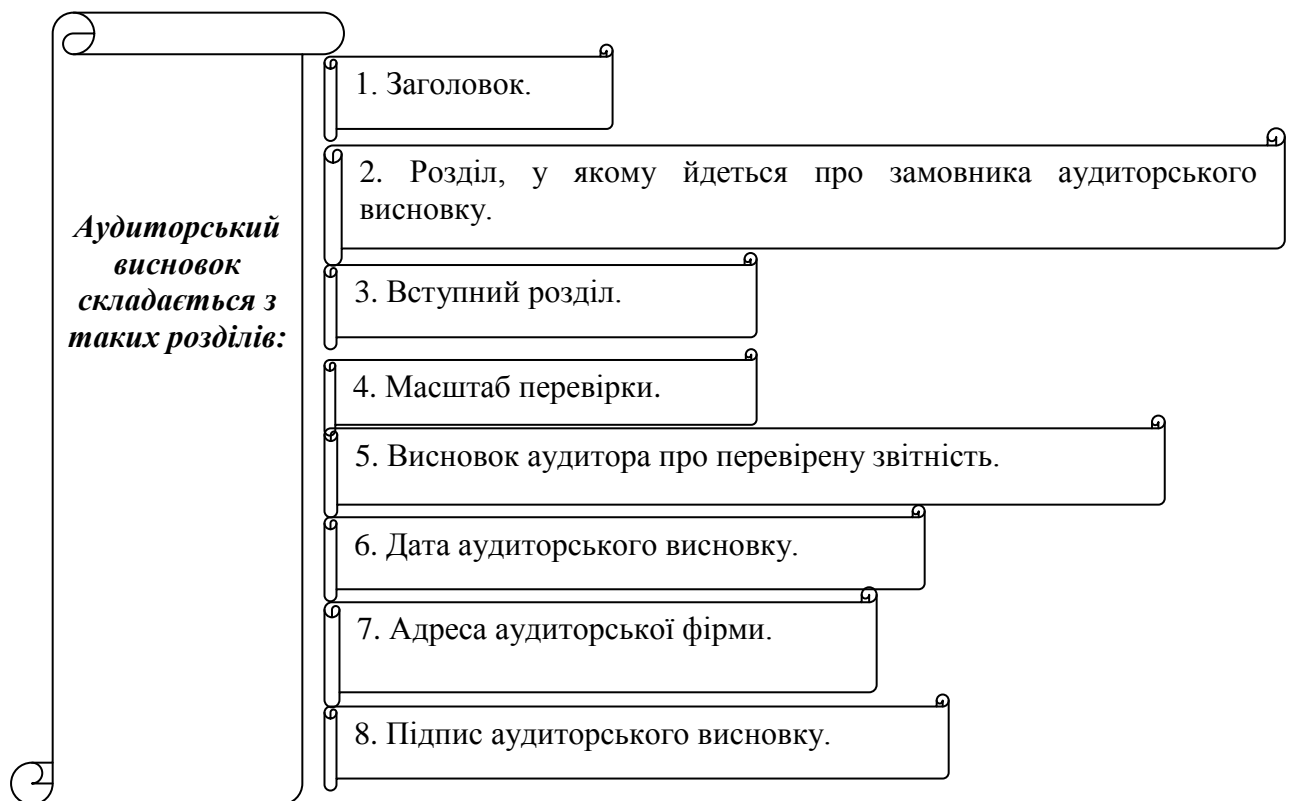 Аудиторський
висновок
складається з
таких розділів:
1. Заголовок.
2. Розділ, у якому йдеться про замовника аудиторського
висновку.
3. Вступний розділ.
4. Масштаб перевірки.
5. Висновок аудитора про перевірену звітність.
6. Дата аудиторського висновку.
7. Адреса аудиторської фірми.
8. Підпис аудиторського висновку.